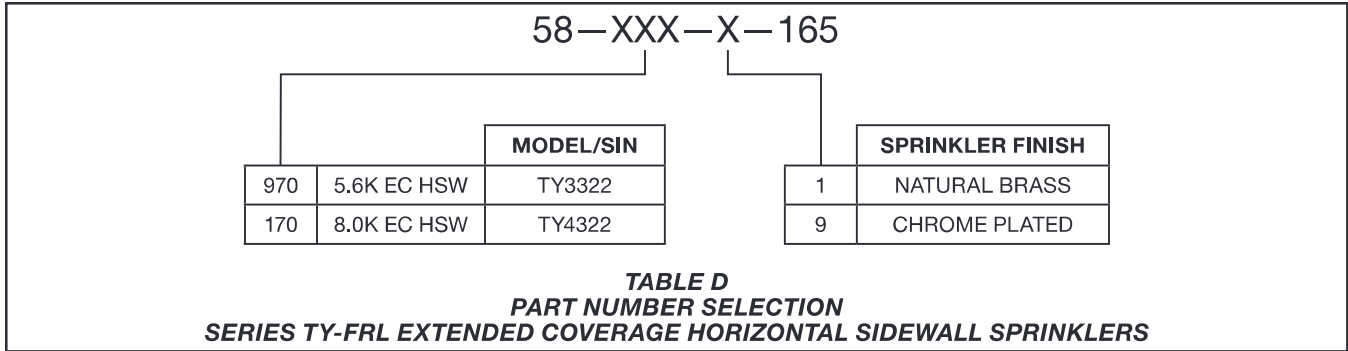 58—XXX—X—165
MODEL/SIN
970 5.6K EC HSW TY3322
170 8.0K EC HSW TY4322
SPRINKLER FINISH
1 NATURAL BRASS
9 CHROME PLATED
TABLE D
PART NUMBER SELECTION
SERIES TY-FRL EXTENDED COVERAGE HORIZONTAL SIDEWALL SPRINKLERS